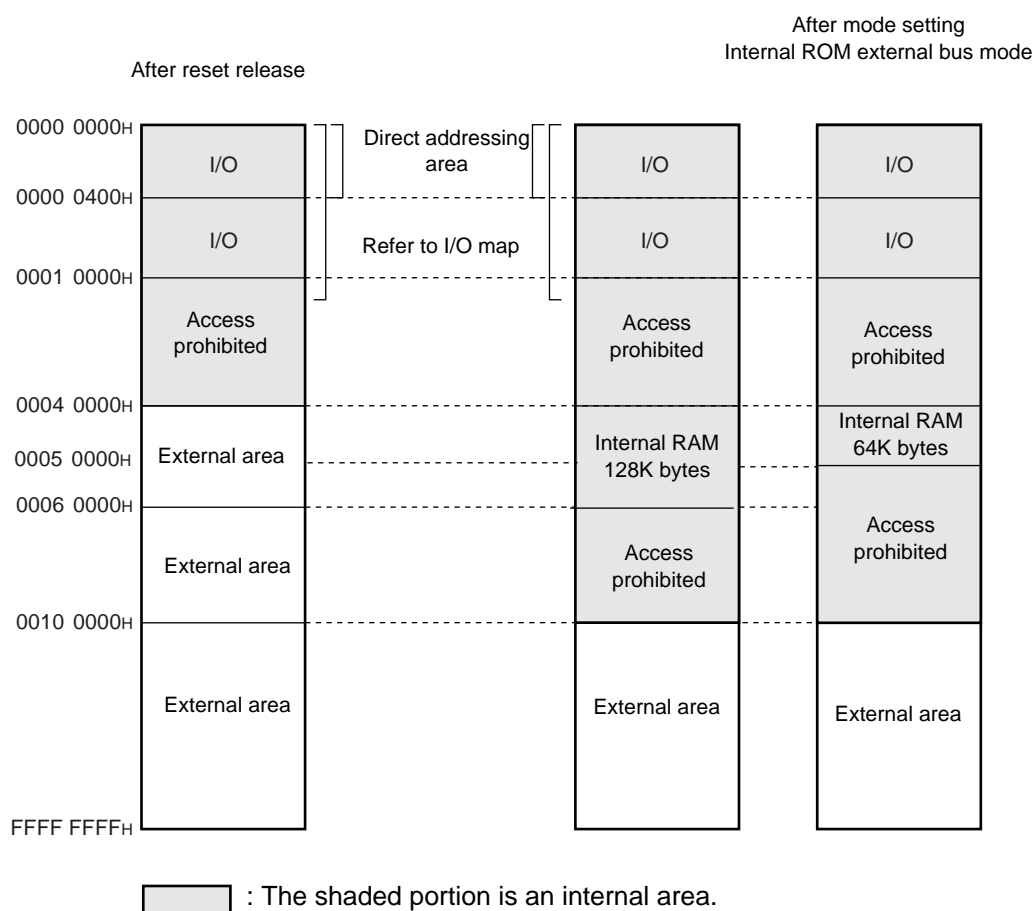 After mode setting
Internal ROM external bus mode
After reset release
0000 0000H
I/O
Direct addressing
area
I/O
I/O
0000 0400H
I/O
Refer to I/O map
I/O
I/O
0001 0000H
Access
prohibited
Access
prohibited
Access
prohibited
0004 0000H
External area
Internal RAM
128K bytes
Internal RAM
64K bytes
0005 0000H
0006 0000H
External area
Access
prohibited
Access
prohibited
0010 0000H
External area
External area
External area
FFFF FFFFH
: The shaded portion is an internal area.